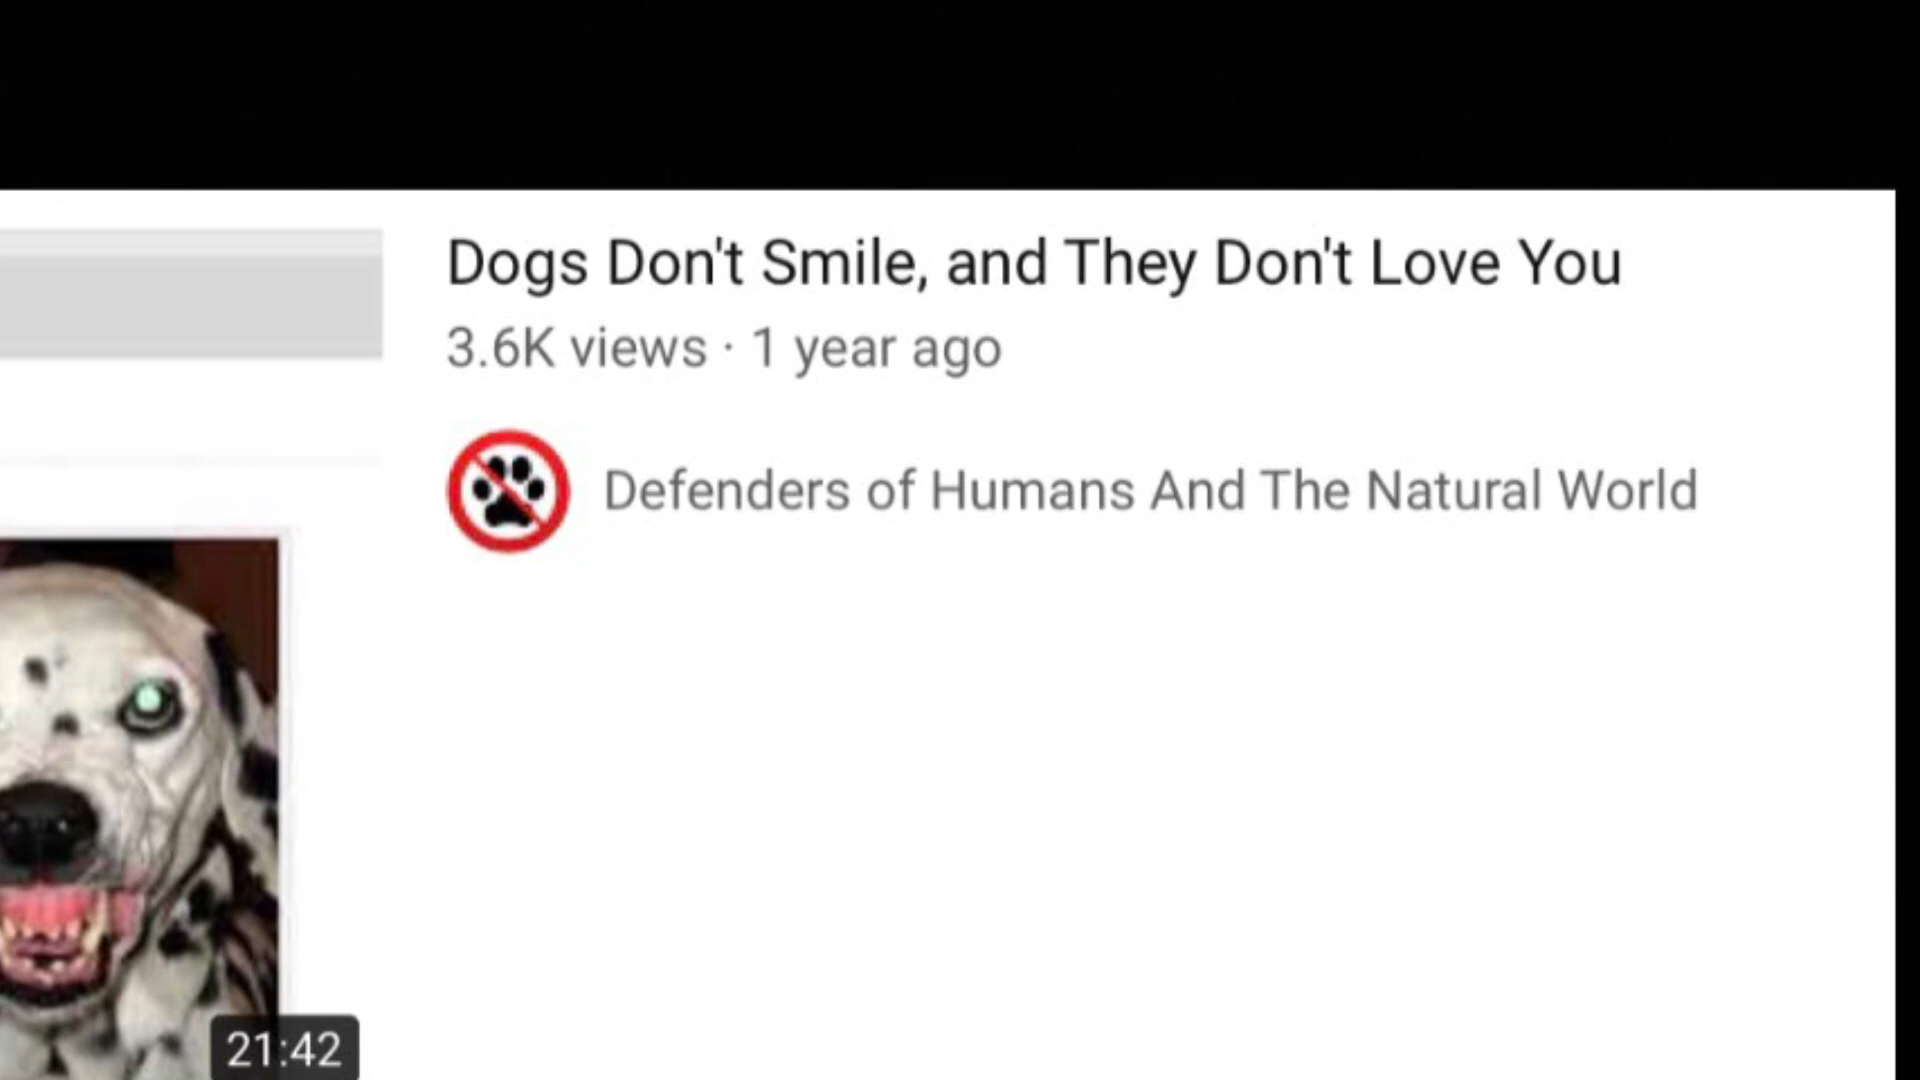 Dogs Don't Smile, and They Don't Love You
3.6K views · 1 year ago
Defenders of Humans And The Natural World
21:42